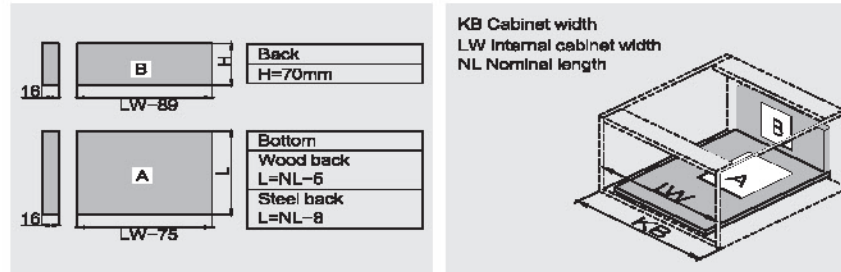 16
B
H
LW-89
Back
H=70mm
16
A
L
LW-75
Bottom
Wood back
L=NL-6
Steel back
L=NL-8
KB Cabinet width
LW Internal cabinet width
NL Nominal length
B
A
LW
KB